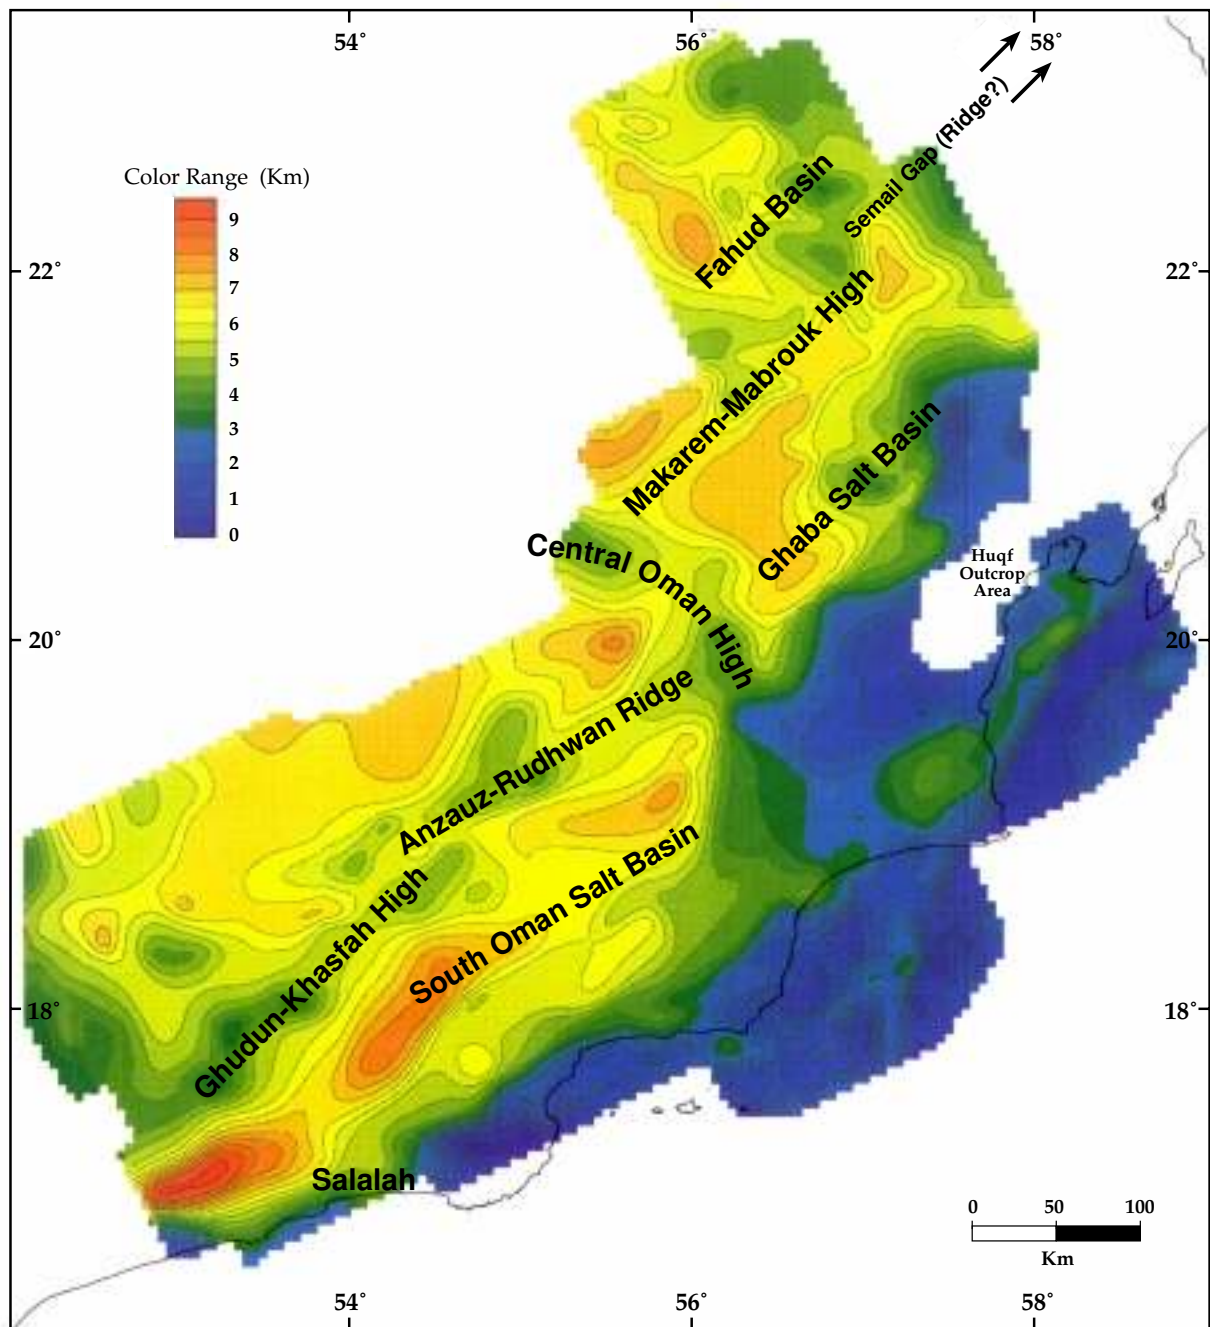 54°
56°
58°
Semail Gap (Ridge?)
Color Range (Km)
9
8
7
6
5
4
3
2
1
0
Fahud Basin
22°
22°
Makarem-Mabrouk High
Ghaba Salt Basin
Central Oman High
Huqf
Outcrop
Area
20°
20°
Anzauz-Rudhwan Ridge
South Oman Salt Basin
Ghudun-Khasfah High
18°
18°
Salalah
0 50 100
Km
54°
56°
58°